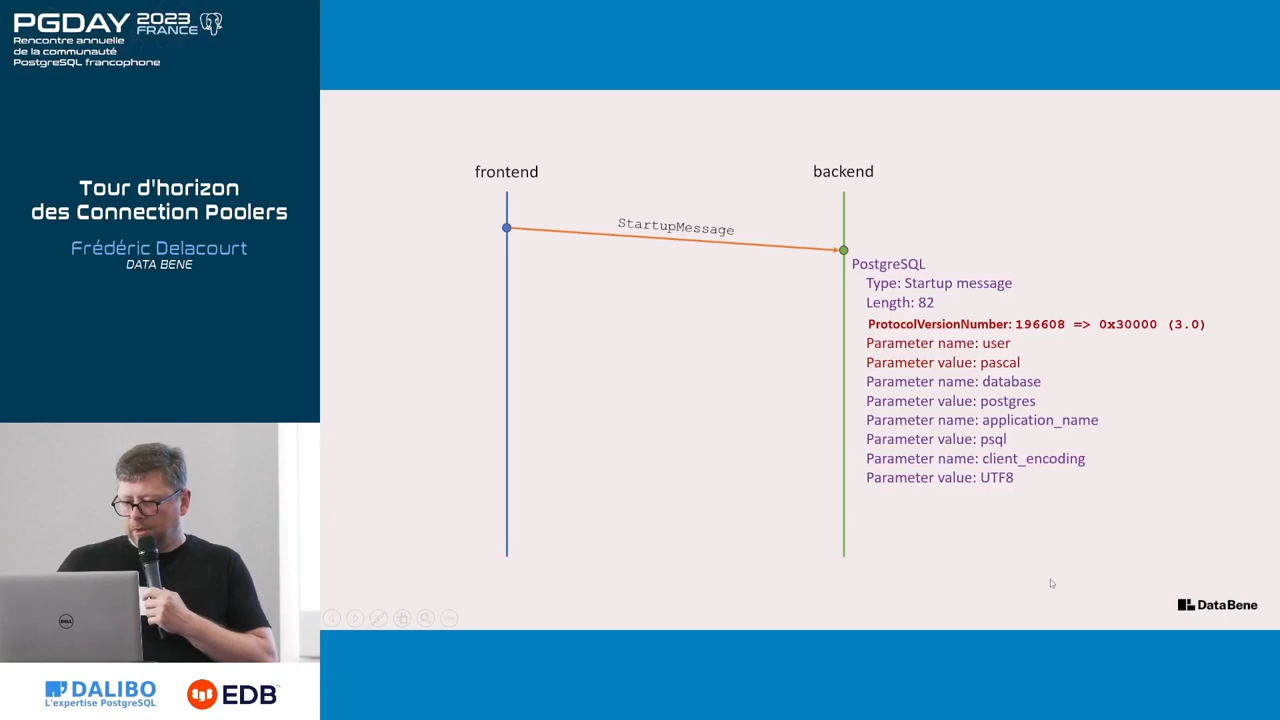 PGDAY 2023 FRANCE
Rencontre annuelle
de la communauté
PostgreSQL francophone
Tour d'horizon
des Connection Poolers
Frédéric Delacourt
DATA BENE
frontend
backend
StartupMessage
PostgreSQL
Type: Startup message
Length: 82
ProtocolVersionNumber: 196608 => 0x30000 (3.0)
Parameter name: user
Parameter value: pascal
Parameter name: database
Parameter value: postgres
Parameter name: application_name
Parameter value: psql
Parameter name: client_encoding
Parameter value: UTF8
Data Bene
DELL
DALIBO
L'expertise PostgreSQL
EDB